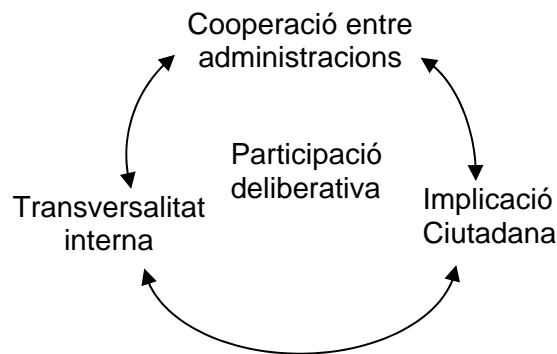 Cooperació entre
administracions
Participació
deliberativa
Transversalitat
interna
Implicació
Ciutadana